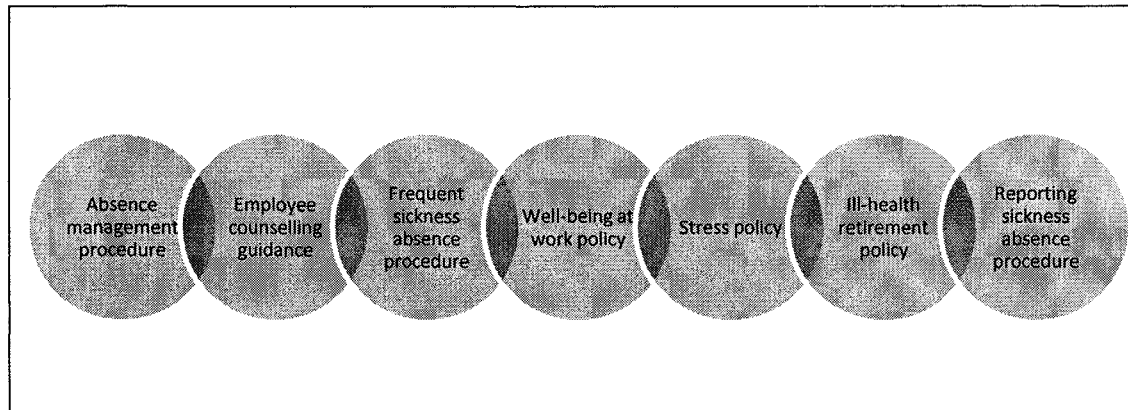 Absence
management
procedure
Employee
counselling
guidance
Frequent
sickness
absence
procedure
Well-being at
work policy
Stress policy
Ill-health
retirement
policy
Reporting
sickness
absence
procedure